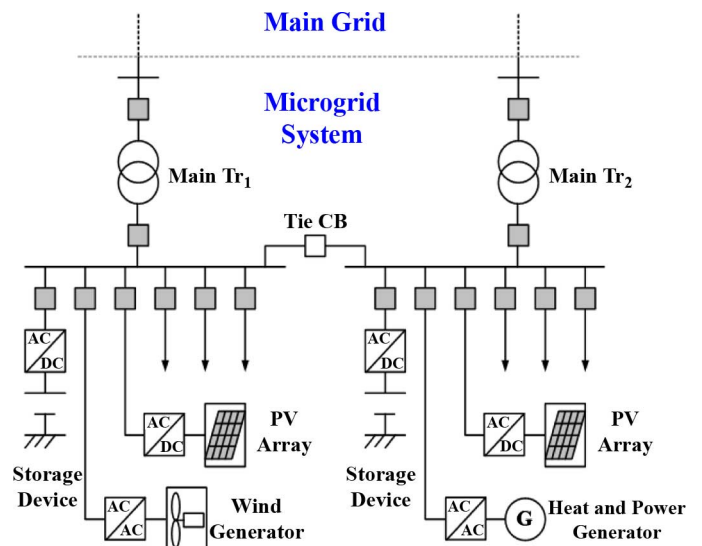 Main Grid
Microgrid
System
Main Tr₁
Main Tr₂
Tie CB
AC
DC
AC
DC
AC
DC
PV
Array
AC
DC
PV
Array
Storage
Device
AC
AC
Wind
Generator
Storage
Device
AC
AC
G
Heat and Power
Generator